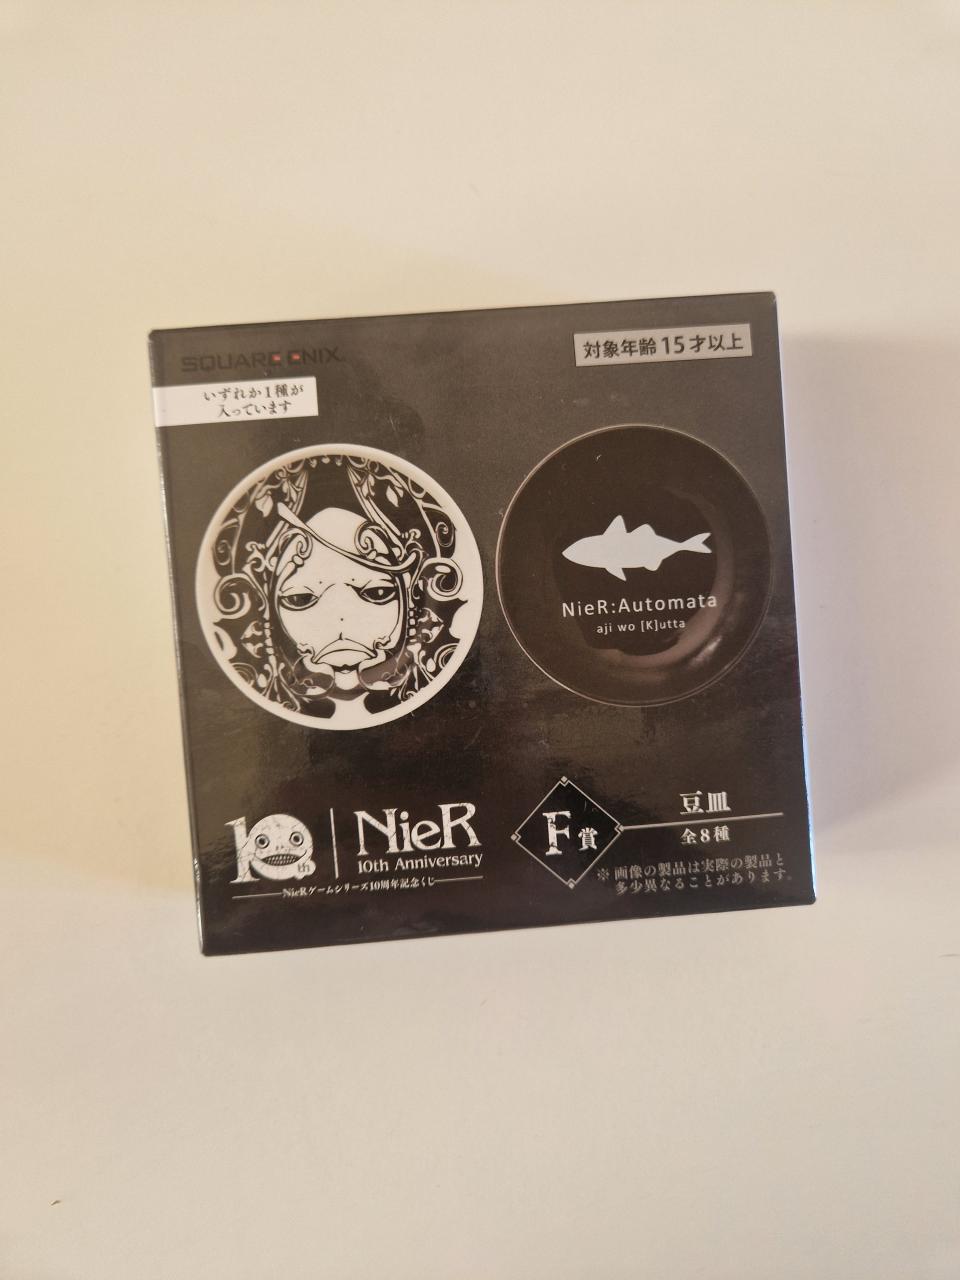 SQUARE ENIX
対象年齢15才以上
いずれか1種が
入っています
NieR:Automata
aji wo [K]utta
10th
NieR
10th Anniversary
NieRゲームシリーズ10周年記念くじ
F賞
豆皿
全8種
※画像の製品は実際の製品と
多少異なることがあります。